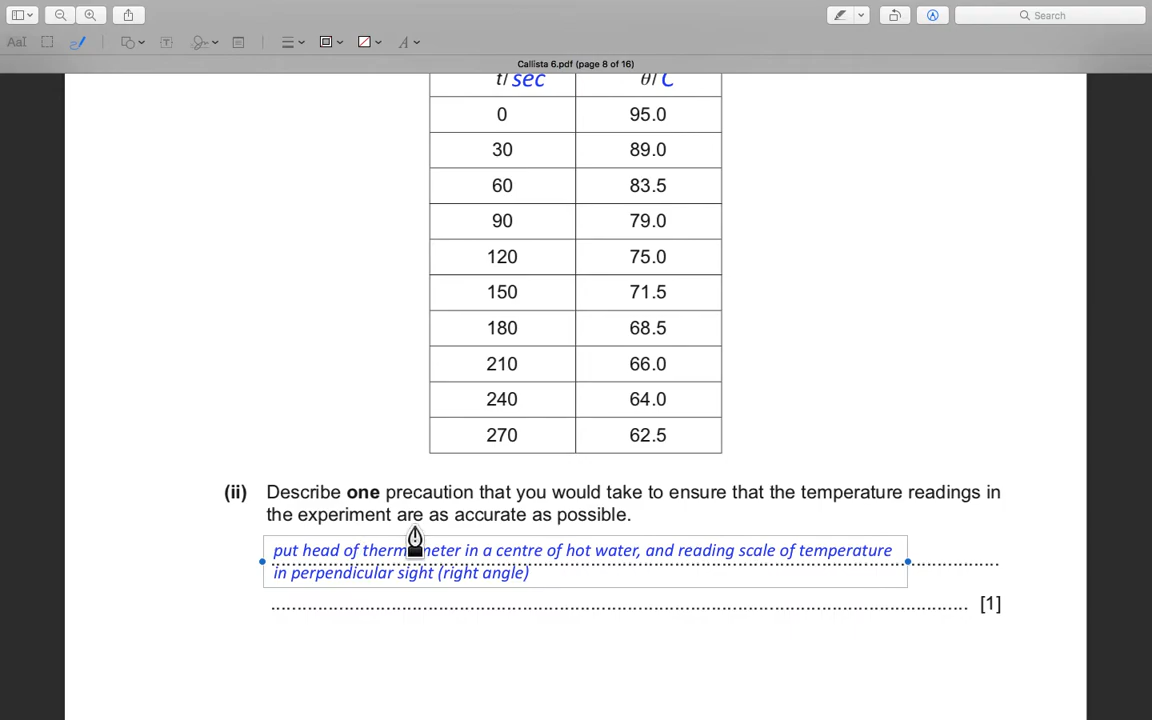 Search
AaI
A
Callista 6.pdf (page 8 of 16)
t/ sec θ/ C
0 95.0
30 89.0
60 83.5
90 79.0
120 75.0
150 71.5
180 68.5
210 66.0
240 64.0
270 62.5
(ii) Describe one precaution that you would take to ensure that the temperature readings in
the experiment are as accurate as possible.
put head of thermometer in a centre of hot water, and reading scale of temperature
in perpendicular sight (right angle)
[1]